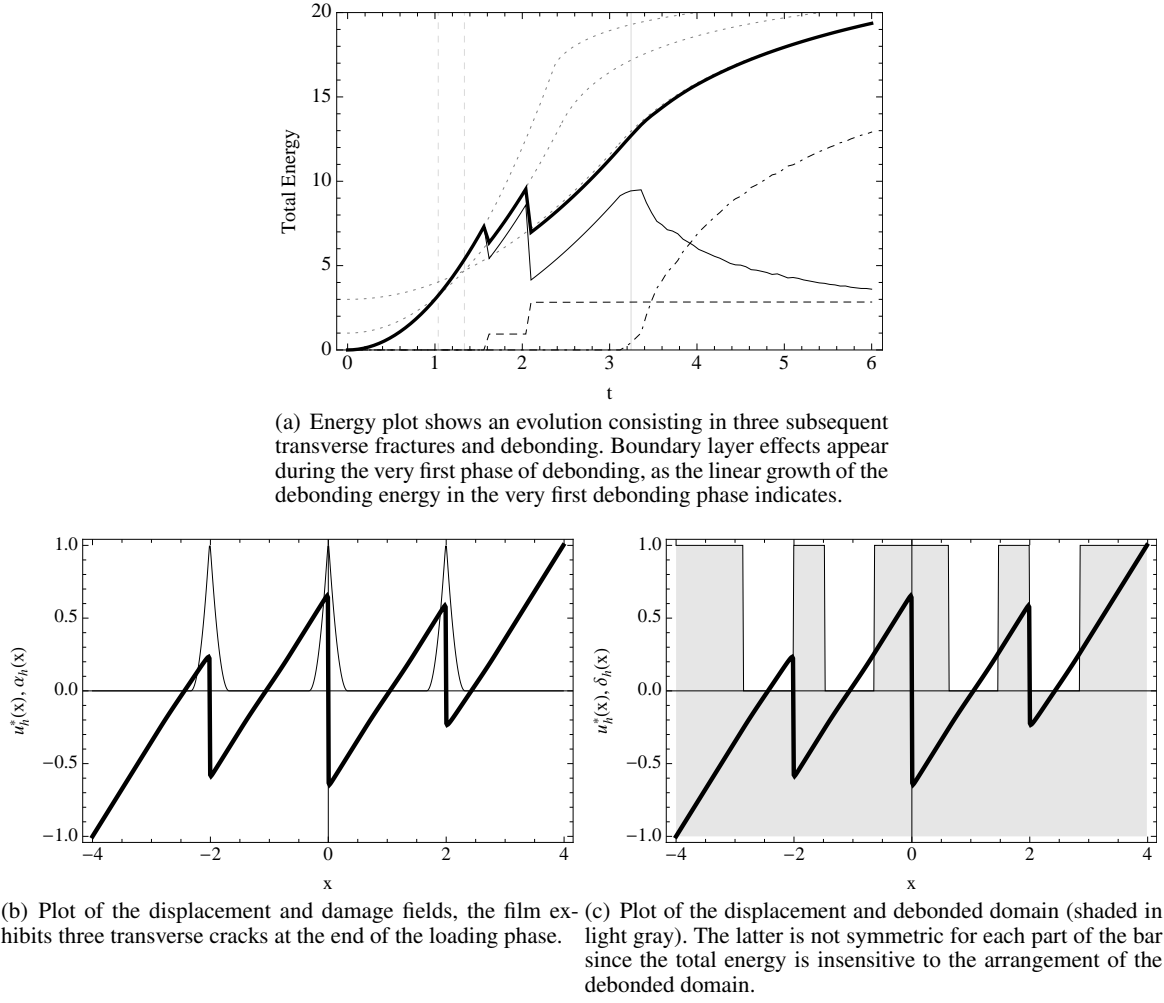 20
15
10
5
0
Total Energy
0 1 2 3 4 5 6
t
(a) Energy plot shows an evolution consisting in three subsequent
transverse fractures and debonding. Boundary layer effects appear
during the very first phase of debonding, as the linear growth of the
debonding energy in the very first debonding phase indicates.
1.0
0.5
0.0
−0.5
−1.0
u*h(x), αh(x)
−4 −2 0 2 4
x
(b) Plot of the displacement and damage fields, the film ex-
hibits three transverse cracks at the end of the loading phase.
1.0
0.5
0.0
−0.5
−1.0
u*h(x), δh(x)
−4 −2 0 2 4
x
(c) Plot of the displacement and debonded domain (shaded in
light gray). The latter is not symmetric for each part of the bar
since the total energy is insensitive to the arrangement of the
debonded domain.